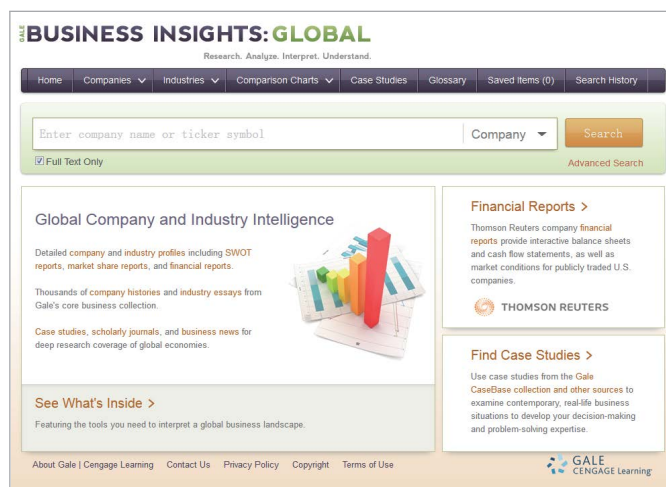 GALE
BUSINESS INSIGHTS: GLOBAL
Research. Analyze. Interpret. Understand.
Home Companies Industries Comparison Charts Case Studies Glossary Saved Items (0) Search History
Enter company name or ticker symbol Company Search
Full Text Only Advanced Search
Global Company and Industry Intelligence
Detailed company and industry profiles including SWOT
reports, market share reports, and financial reports.
Thousands of company histories and industry essays from
Gale's core business collection.
Case studies, scholarly journals, and business news for
deep research coverage of global economies.
See What's Inside >
Featuring the tools you need to interpret a global business landscape.
Financial Reports >
Thomson Reuters company financial
reports provide interactive balance sheets
and cash flow statements, as well as
market conditions for publicly traded U.S.
companies.
THOMSON REUTERS
Find Case Studies >
Use case studies from the Gale
CaseBase collection and other sources to
examine contemporary, real-life business
situations to develop your decision-making
and problem-solving expertise.
About Gale | Cengage Learning Contact Us Privacy Policy Copyright Terms of Use
GALE
CENGAGE Learning